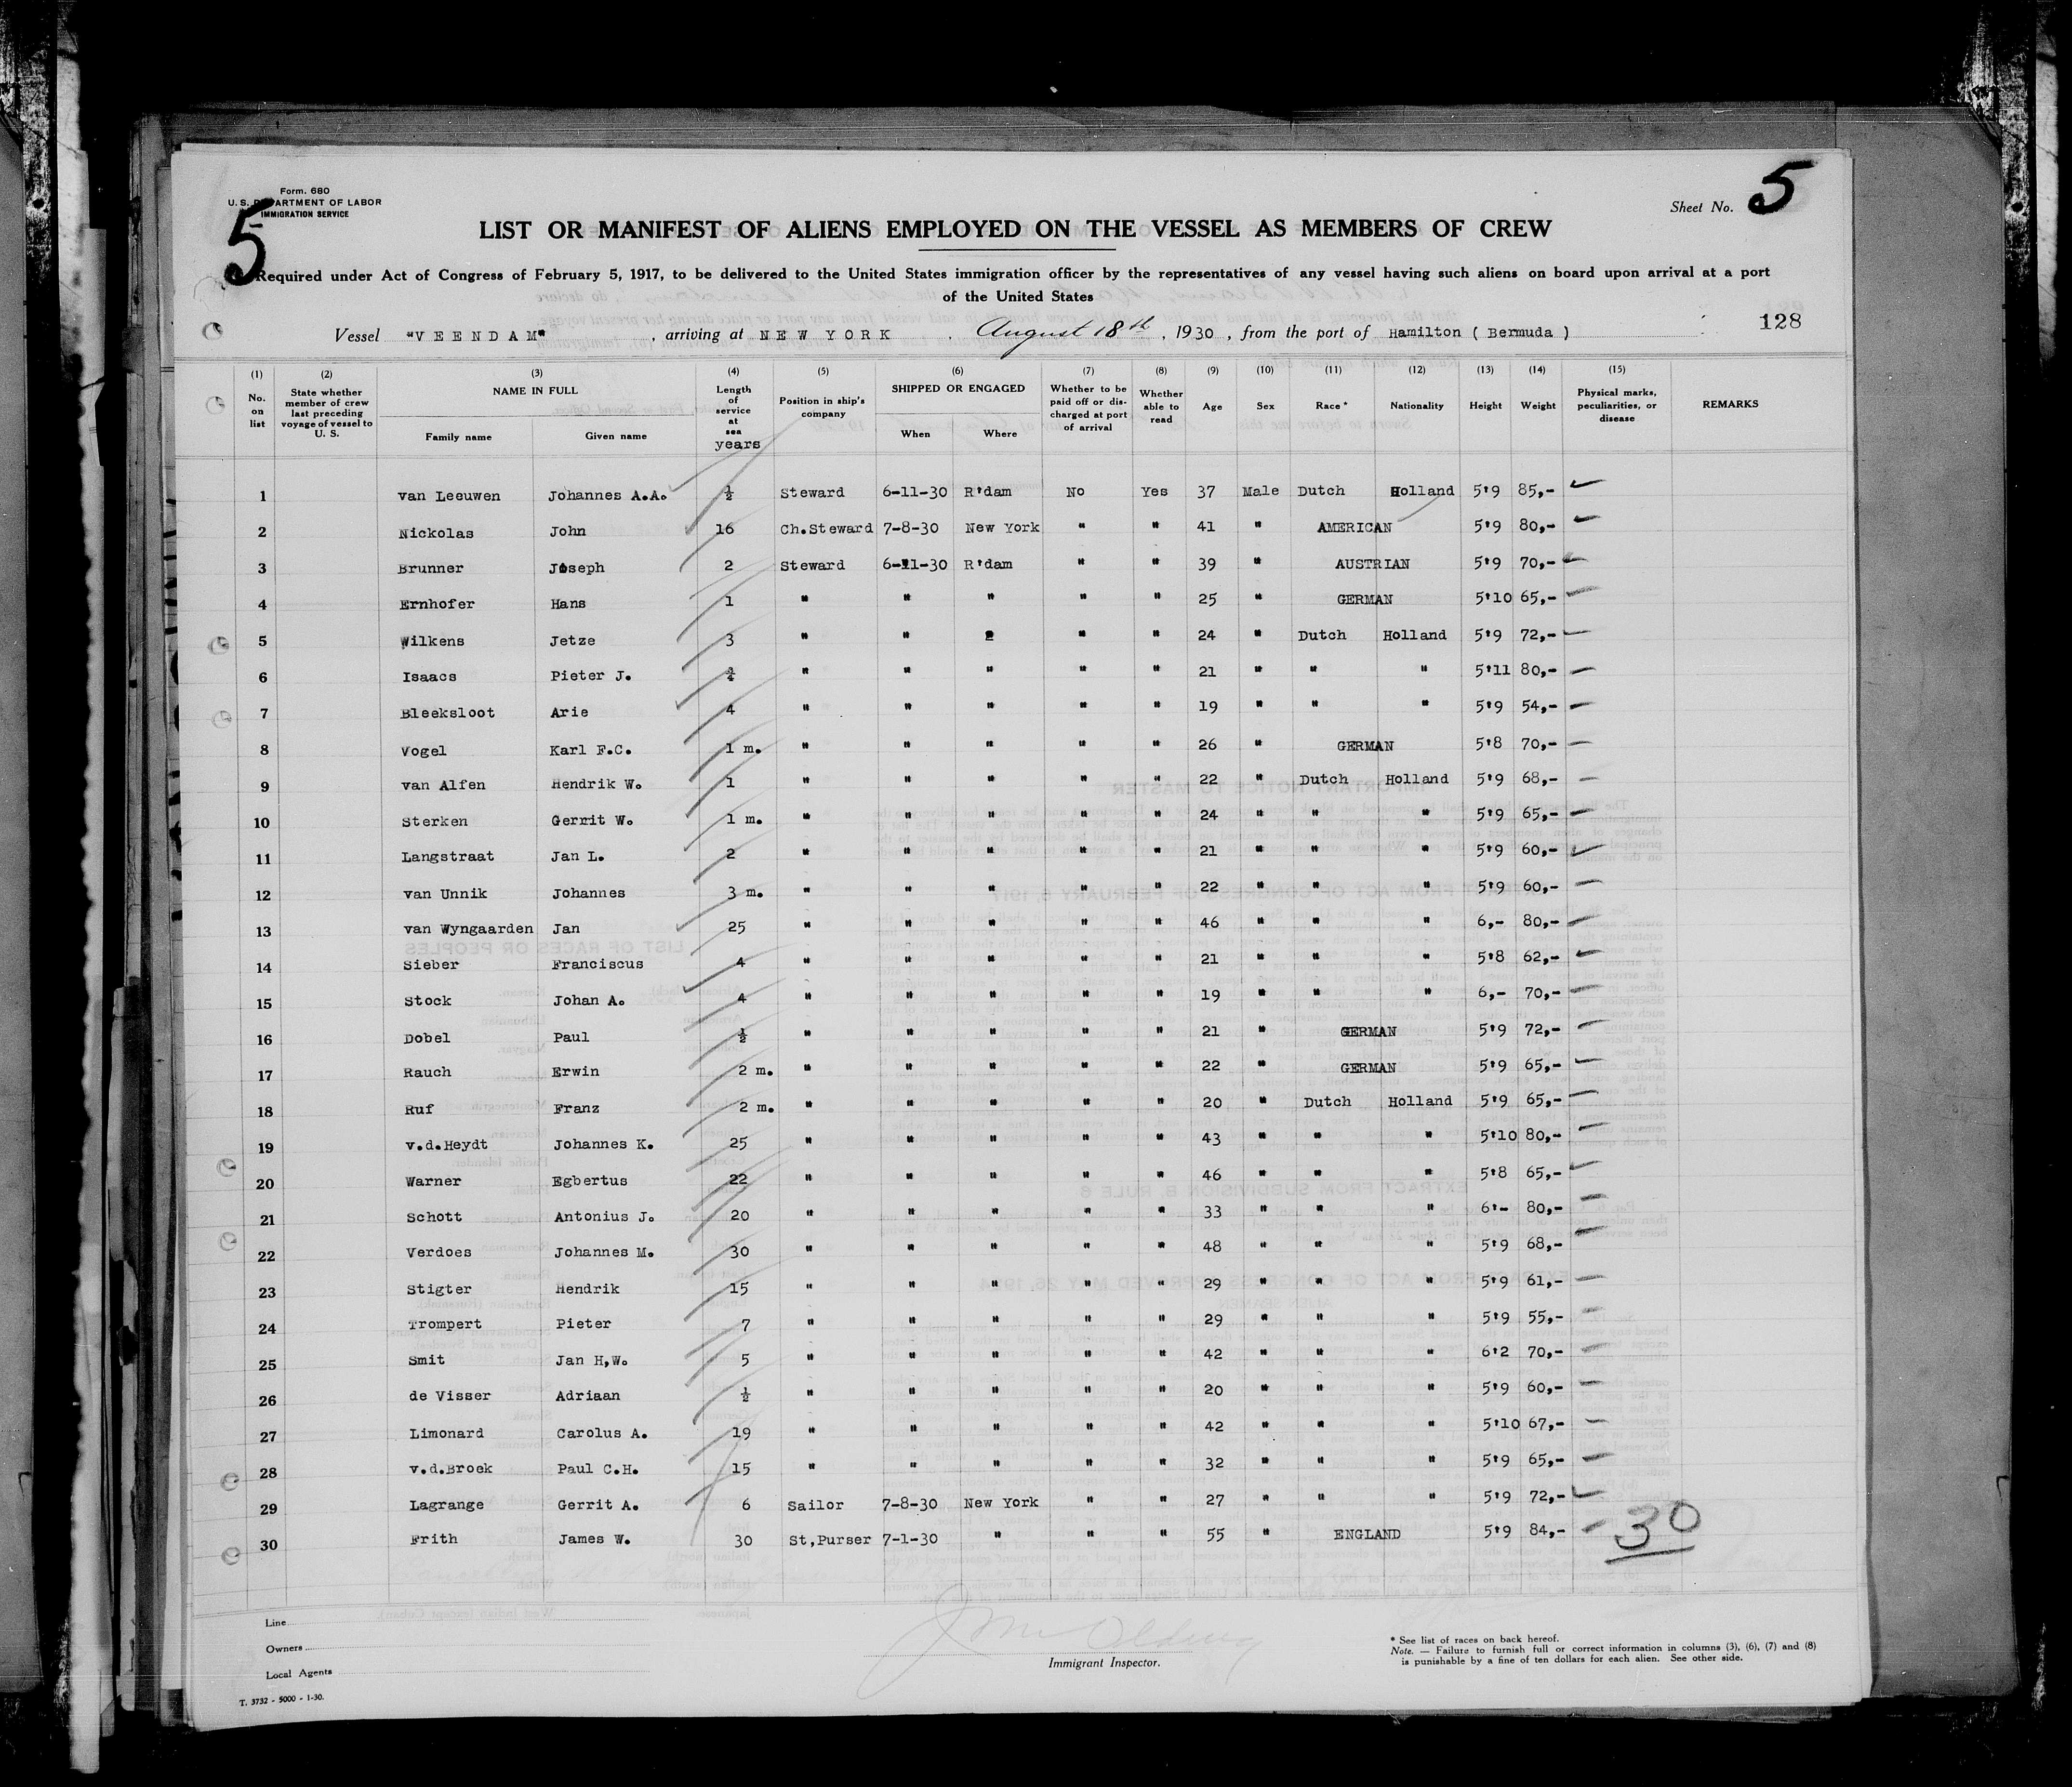 Form. 680
U. S. DEPARTMENT OF LABOR
IMMIGRATION SERVICE
5
Sheet No. 5
LIST OR MANIFEST OF ALIENS EMPLOYED ON THE VESSEL AS MEMBERS OF CREW
Required under Act of Congress of February 5, 1917, to be delivered to the United States immigration officer by the representatives of any vessel having such aliens on board upon arrival at a port
of the United States
Vessel "VEENDAM", arriving at NEW YORK, August 18th, 1930, from the port of Hamilton ( Bermuda )
128
(1) No. on list (2) State whether member of crew last preceding voyage of vessel to U. S. (3) NAME IN FULL Family name Given name (4) Length of service at sea years (5) Position in ship's company (6) SHIPPED OR ENGAGED When Where (7) Whether to be paid off or discharged at port of arrival (8) Whether able to read (9) Age (10) Sex (11) Race * (12) Nationality (13) Height (14) Weight (15) Physical marks, peculiarities, or disease REMARKS
1 van Leeuwen Johannes A.A. ½ Steward 6-11-30 R'dam No Yes 37 Male Dutch Holland 5'9 85,-
2 Nickolas John 16 Ch.Steward 7-8-30 New York " " 41 " AMERICAN 5'9 80,-
3 Brunner Joseph 2 Steward 6-11-30 R'dam " " 39 " AUSTRIAN 5'9 70,-
4 Ernhofer Hans 1 " " " " " 25 " GERMAN 5'10 65,-
5 Wilkens Jetze 3 " " " " " 24 " Dutch Holland 5'9 72,-
6 Isaacs Pieter J. " " " " " 21 " " " 5'11 80,-
7 Bleeksloot Arie 4 " " " " " 19 " " " 5'9 54,-
8 Vogel Karl F.C. 1 m. " " " " " 26 " GERMAN 5'8 70,-
9 van Alfen Hendrik W. 1 " " " " " 22 " Dutch Holland 5'9 68,-
10 Sterken Gerrit W. 1 m. " " " " " 24 " " " 5'9 65,-
11 Langstraat Jan L. 2 " " " " " 21 " " " 5'9 60,-
12 van Unnik Johannes 3 m. " " " " " 22 " " " 5'9 60,-
13 van Wyngaarden Jan 25 " " " " " 46 " " " 6,- 80,-
14 Sieber Franciscus 4 " " " " " 21 " " " 5'8 62,-
15 Stock Johan A. 4 " " " " " 19 " " " 6,- 70,-
16 Dobel Paul ½ " " " " " 21 " GERMAN 5'9 72,-
17 Rauch Erwin 2 m. " " " " " 22 " GERMAN 5'9 65,-
18 Ruf Franz 2 m. " " " " " 20 " Dutch Holland 5'9 65,-
19 v.d.Heydt Johannes K. 25 " " " " " 43 " " " 5'10 80,-
20 Warner Egbertus 22 " " " " " 46 " " " 5'8 65,-
21 Schott Antonius J. 20 " " " " " 33 " " " 6'- 80,-
22 Verdoes Johannes M. 30 " " " " " 48 " " " 5'9 68,-
23 Stigter Hendrik 15 " " " " " 29 " " " 5'9 61,-
24 Trompert Pieter 7 " " " " " 29 " " " 5'9 55,-
25 Smit Jan H,W. 5 " " " " " 42 " " " 6'2 70,-
26 de Visser Adriaan ½ " " " " " 20 " " " 5'9 60,-
27 Limonard Carolus A. 19 " " " " " 42 " " " 5'10 67,-
28 v.d.Broek Paul C.H. 15 " " " " " 32 " " " 5'9 65,-
29 Lagrange Gerrit A. 6 Sailor 7-8-30 New York " " 27 " " " 5'9 72,-
30 Frith James W. 30 St,Purser 7-1-30 " " " 55 " ENGLAND 5'9 84,-
30
Line
Owners
Local Agents
Immigrant Inspector.
* See list of races on back hereof.
Note. — Failure to furnish full or correct information in columns (3), (6), (7) and (8)
is punishable by a fine of ten dollars for each alien. See other side.
T. 3732 - 5000 - 1-30.